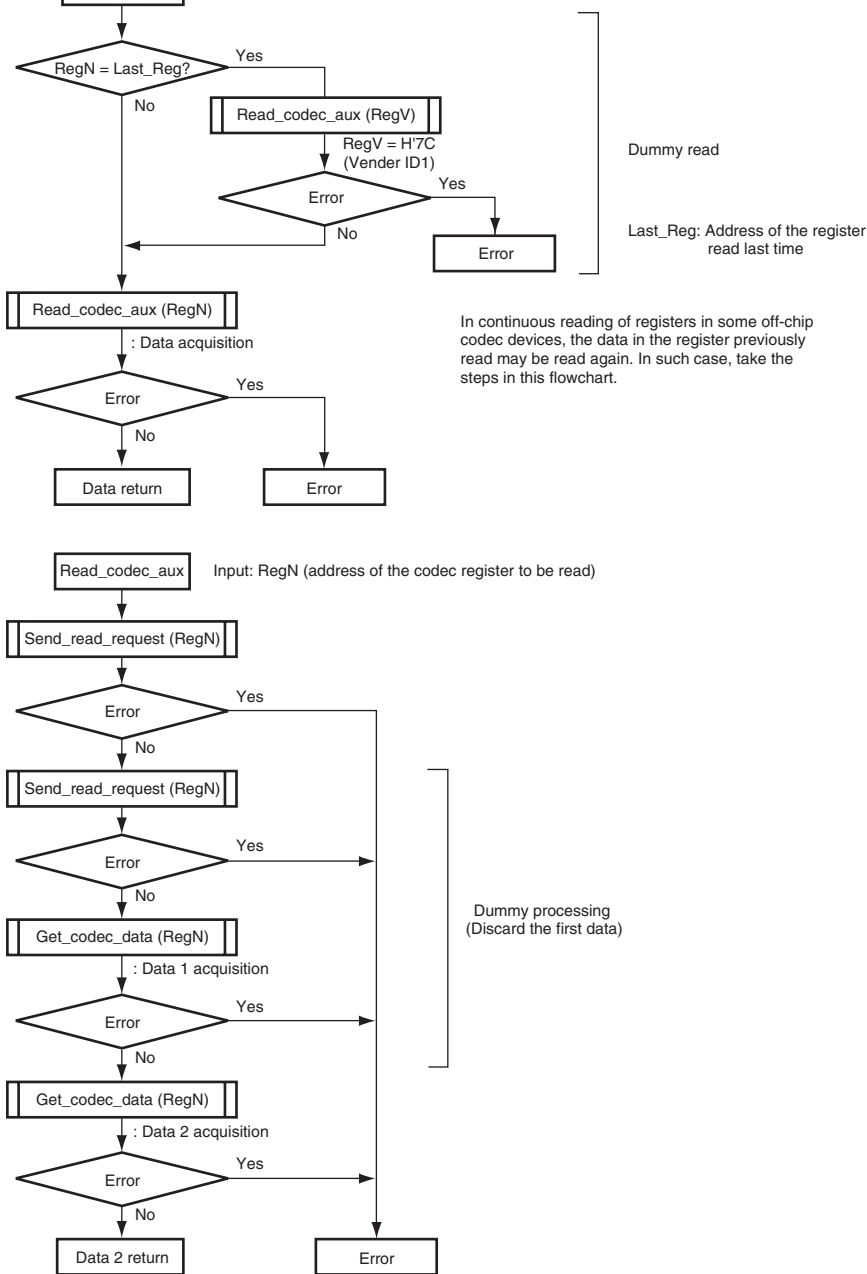 RegN = Last_Reg?
Yes
No
Read_codec_aux (RegV)
RegV = H'7C
(Vender ID1)
Dummy read
Error
Yes
No
Error
Last_Reg: Address of the register
read last time
Read_codec_aux (RegN)
: Data acquisition
In continuous reading of registers in some off-chip
codec devices, the data in the register previously
read may be read again. In such case, take the
steps in this flowchart.
Error
Yes
No
Data return
Error
Read_codec_aux
Input: RegN (address of the codec register to be read)
Send_read_request (RegN)
Error
Yes
No
Send_read_request (RegN)
Error
Yes
No
Get_codec_data (RegN)
: Data 1 acquisition
Dummy processing
(Discard the first data)
Error
Yes
No
Get_codec_data (RegN)
: Data 2 acquisition
Error
Yes
No
Data 2 return
Error